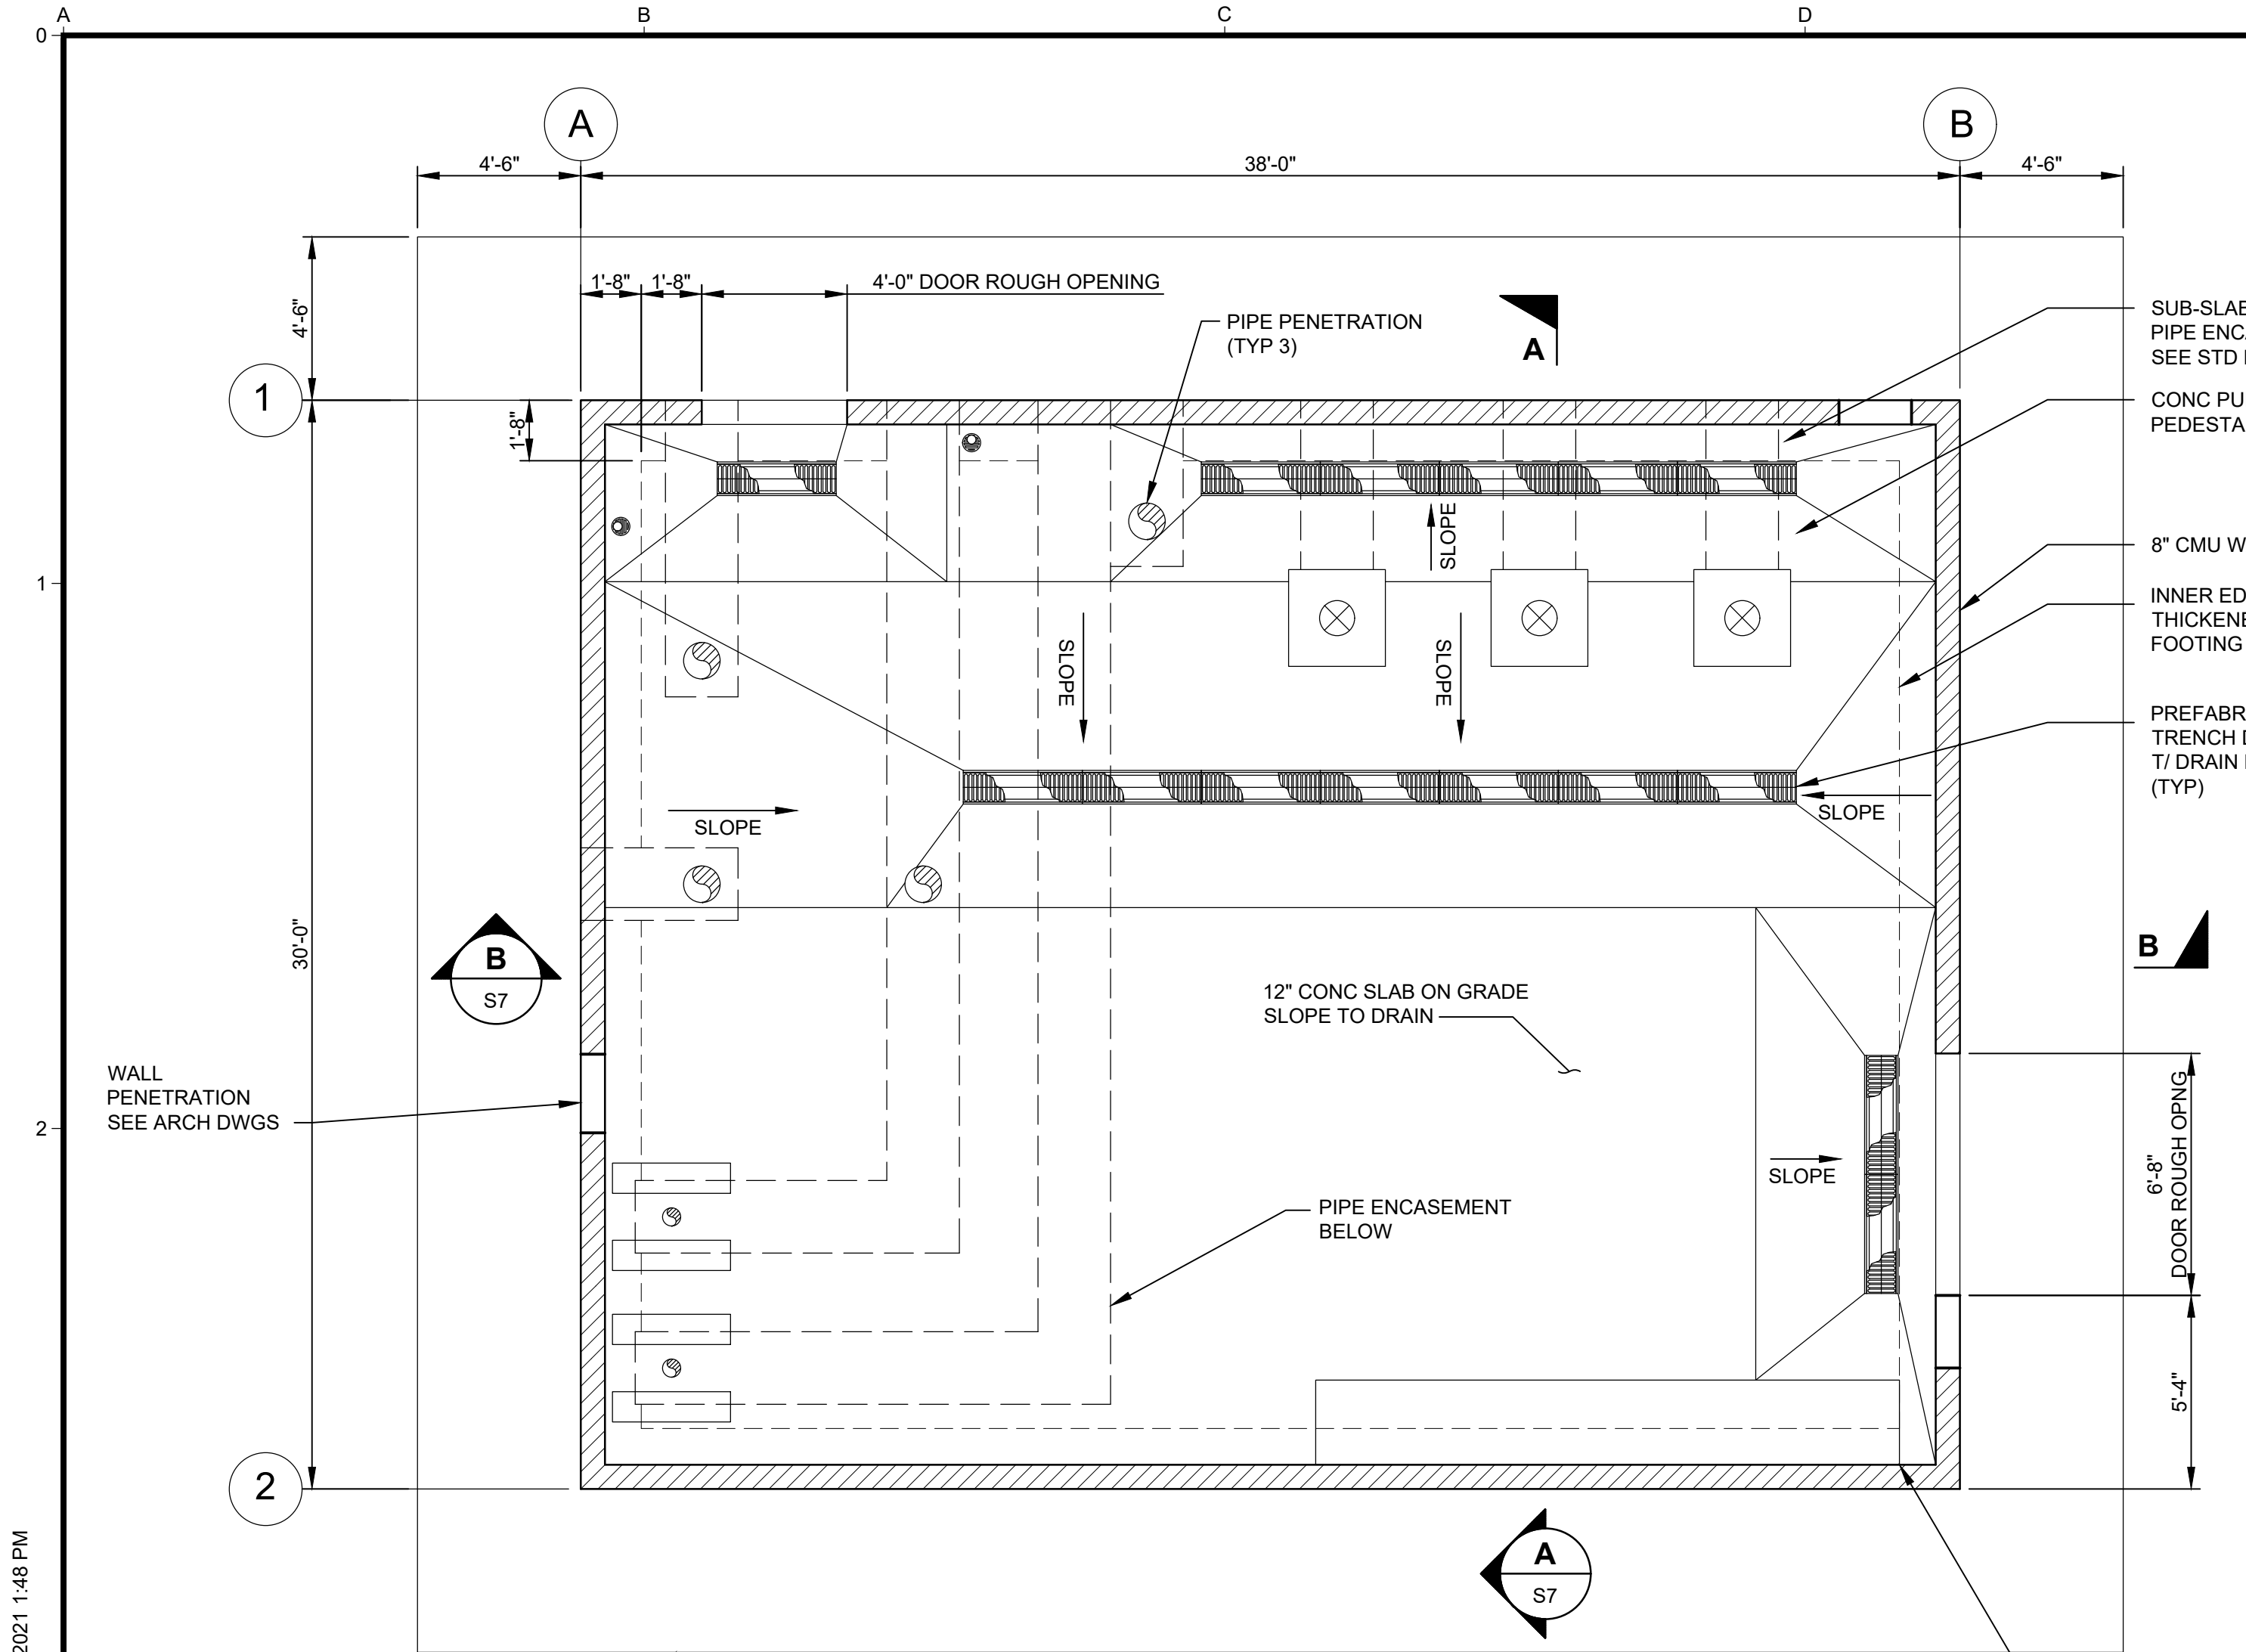 A B C D
0
A B
4'-6" 38'-0" 4'-6"
4'-6"
1'-8" 1'-8" 4'-0" DOOR ROUGH OPENING
PIPE PENETRATION
(TYP 3)
A
SUB-SLAB
PIPE ENCA
SEE STD
1
1'-8"
CONC PU
PEDESTA
SLOPE
8" CMU W
1
INNER ED
THICKENE
FOOTING
SLOPE
SLOPE
PREFABR
TRENCH D
T/ DRAIN
(TYP)
SLOPE
SLOPE
30'-0"
B
S7
B
12" CONC SLAB ON GRADE
SLOPE TO DRAIN
WALL
PENETRATION
SEE ARCH DWGS
2
6'-8"
DOOR ROUGH OPNG
SLOPE
PIPE ENCASEMENT
BELOW
5'-4"
2
A
S7
2021 1:48 PM